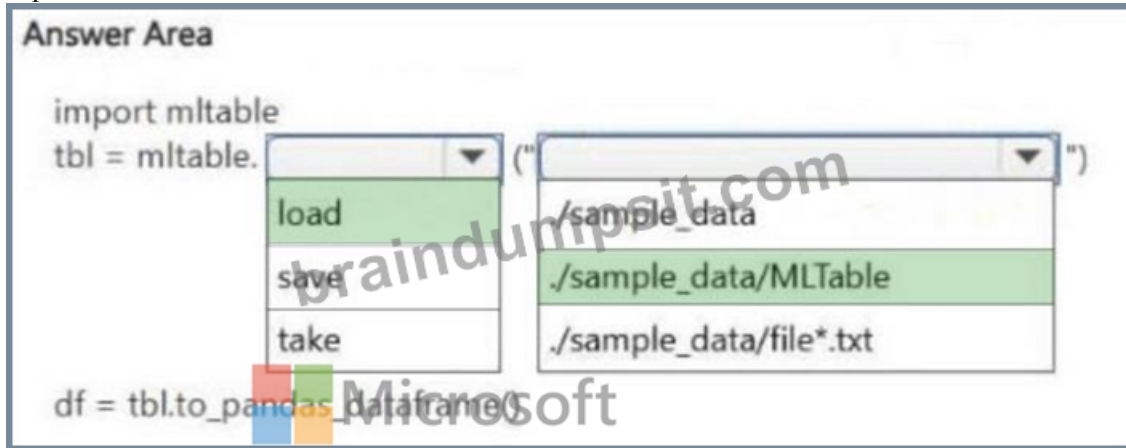 Answer Area
import mltable
tbl = mltable. (" ")
load ./sample_data
save ./sample_data/MLTable
take ./sample_data/file*.txt
braindumpsit.com
df = tbl.to_pandas_dataframe()
Microsoft